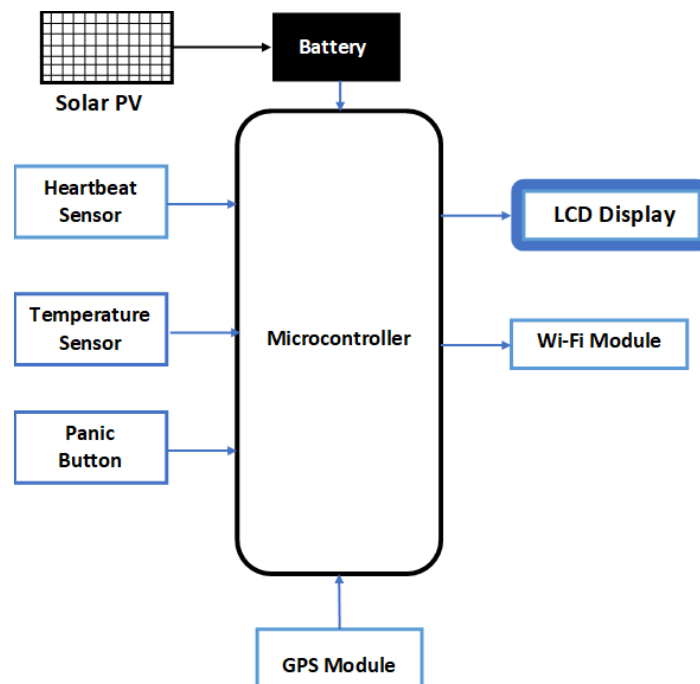 Battery
Solar PV
Heartbeat
Sensor
LCD Display
Temperature
Sensor
Microcontroller
Wi-Fi Module
Panic
Button
GPS Module